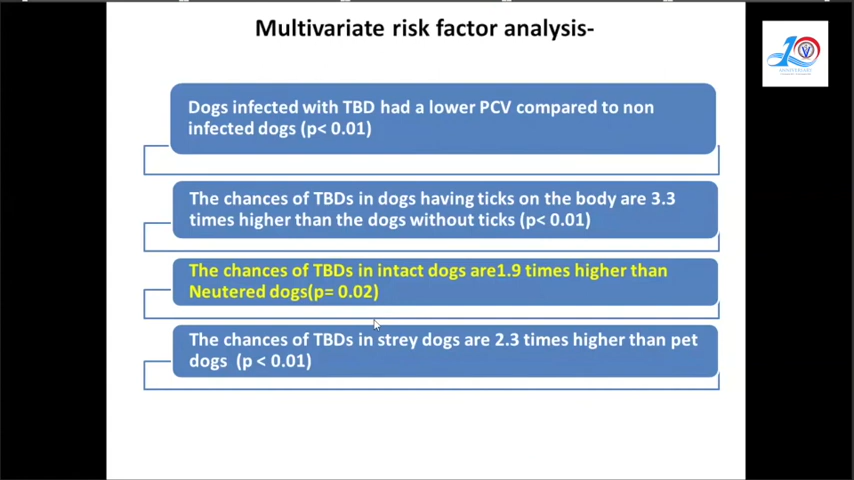 Multivariate risk factor analysis-
Dogs infected with TBD had a lower PCV compared to non
infected dogs (p< 0.01)
The chances of TBDs in dogs having ticks on the body are 3.3
times higher than the dogs without ticks (p< 0.01)
The chances of TBDs in intact dogs are1.9 times higher than
Neutered dogs(p= 0.02)
The chances of TBDs in strey dogs are 2.3 times higher than pet
dogs (p < 0.01)